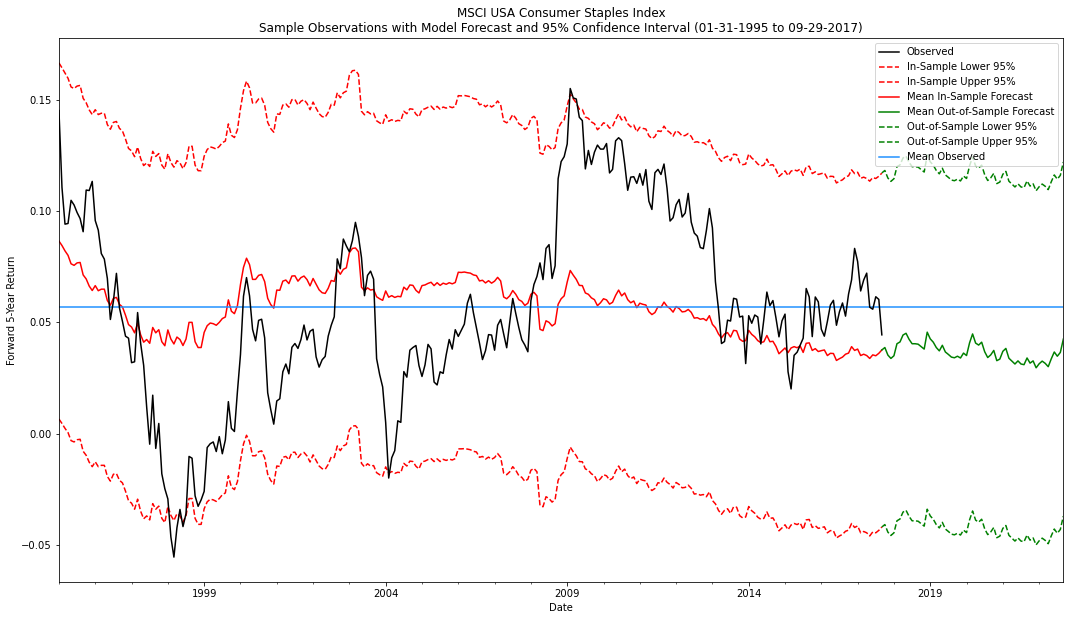 MSCI USA Consumer Staples Index
Sample Observations with Model Forecast and 95% Confidence Interval (01-31-1995 to 09-29-2017)
Observed
In-Sample Lower 95%
In-Sample Upper 95%
Mean In-Sample Forecast
Mean Out-of-Sample Forecast
Out-of-Sample Lower 95%
Out-of-Sample Upper 95%
Mean Observed
Forward 5-Year Return
0.15
0.10
0.05
0.00
−0.05
1999
2004
2009
2014
2019
Date